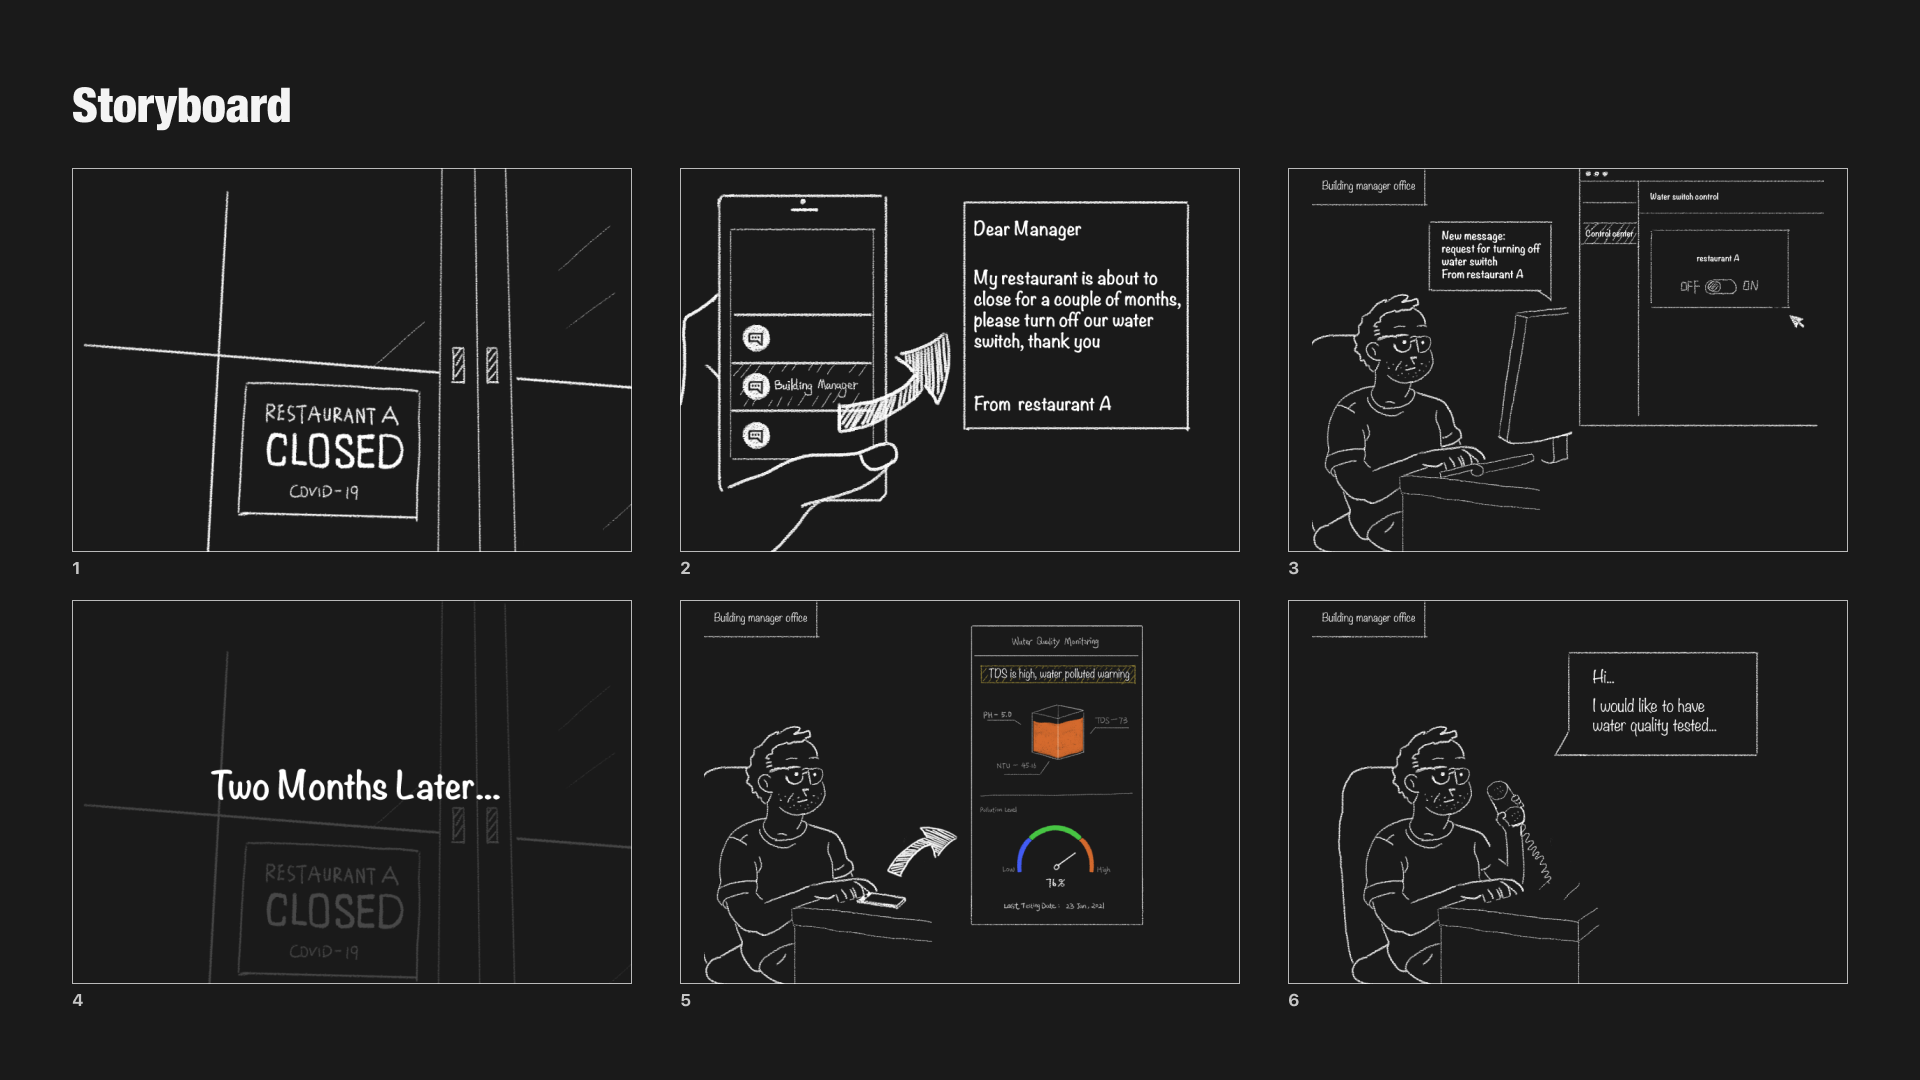 Storyboard
RESTAURANT A
CLOSED
COVID-19
1
Building Manager
Dear Manager
My restaurant is about to
close for a couple of months,
please turn off our water
switch, thank you
From restaurant A
2
Building manager office
New message:
request for turning off
water switch
From restaurant A
Water switch control
Control center
restaurant A
OFF ON
3
Two Months Later...
RESTAURANT A
CLOSED
COVID-19
4
Building manager office
Water Quality Monitoring
TDS is high, water polluted warning
PH- 5.0
TDS-73
NTU -
Pollution Level
Low
High
76%
Last Testing Date: 23 Jan, 2021
5
Building manager office
Hi...
I would like to have
water quality tested...
6